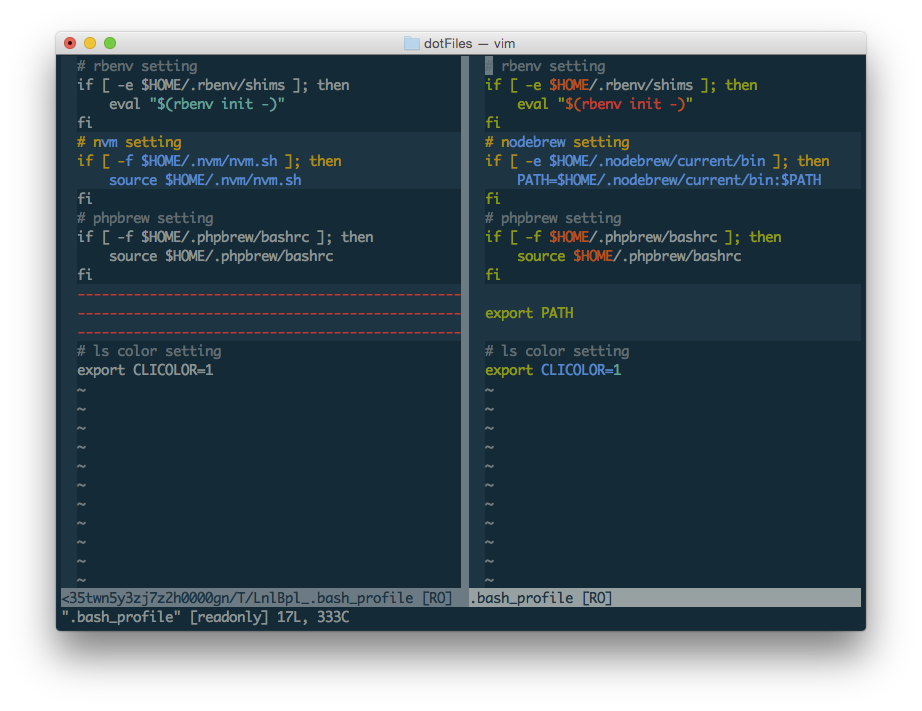 dotFiles — vim
# rbenv setting
if [ -e $HOME/.rbenv/shims ]; then
    eval "$(rbenv init -)"
fi
# nvm setting
if [ -f $HOME/.nvm/nvm.sh ]; then
    source $HOME/.nvm/nvm.sh
fi
# phpbrew setting
if [ -f $HOME/.phpbrew/bashrc ]; then
    source $HOME/.phpbrew/bashrc
fi
------------------------------------------------
------------------------------------------------
------------------------------------------------
# ls color setting
export CLICOLOR=1
~
~
~
~
~
~
~
~
~
~
~
<35twn5y3zj7z2h0000gn/T/LnlBpl_.bash_profile [RO]
  rbenv setting
if [ -e $HOME/.rbenv/shims ]; then
    eval "$(rbenv init -)"
fi
# nodebrew setting
if [ -e $HOME/.nodebrew/current/bin ]; then
    PATH=$HOME/.nodebrew/current/bin:$PATH
fi
# phpbrew setting
if [ -f $HOME/.phpbrew/bashrc ]; then
    source $HOME/.phpbrew/bashrc
fi

export PATH

# ls color setting
export CLICOLOR=1
~
~
~
~
~
~
~
~
~
~
~
.bash_profile [RO]
".bash_profile" [readonly] 17L, 333C